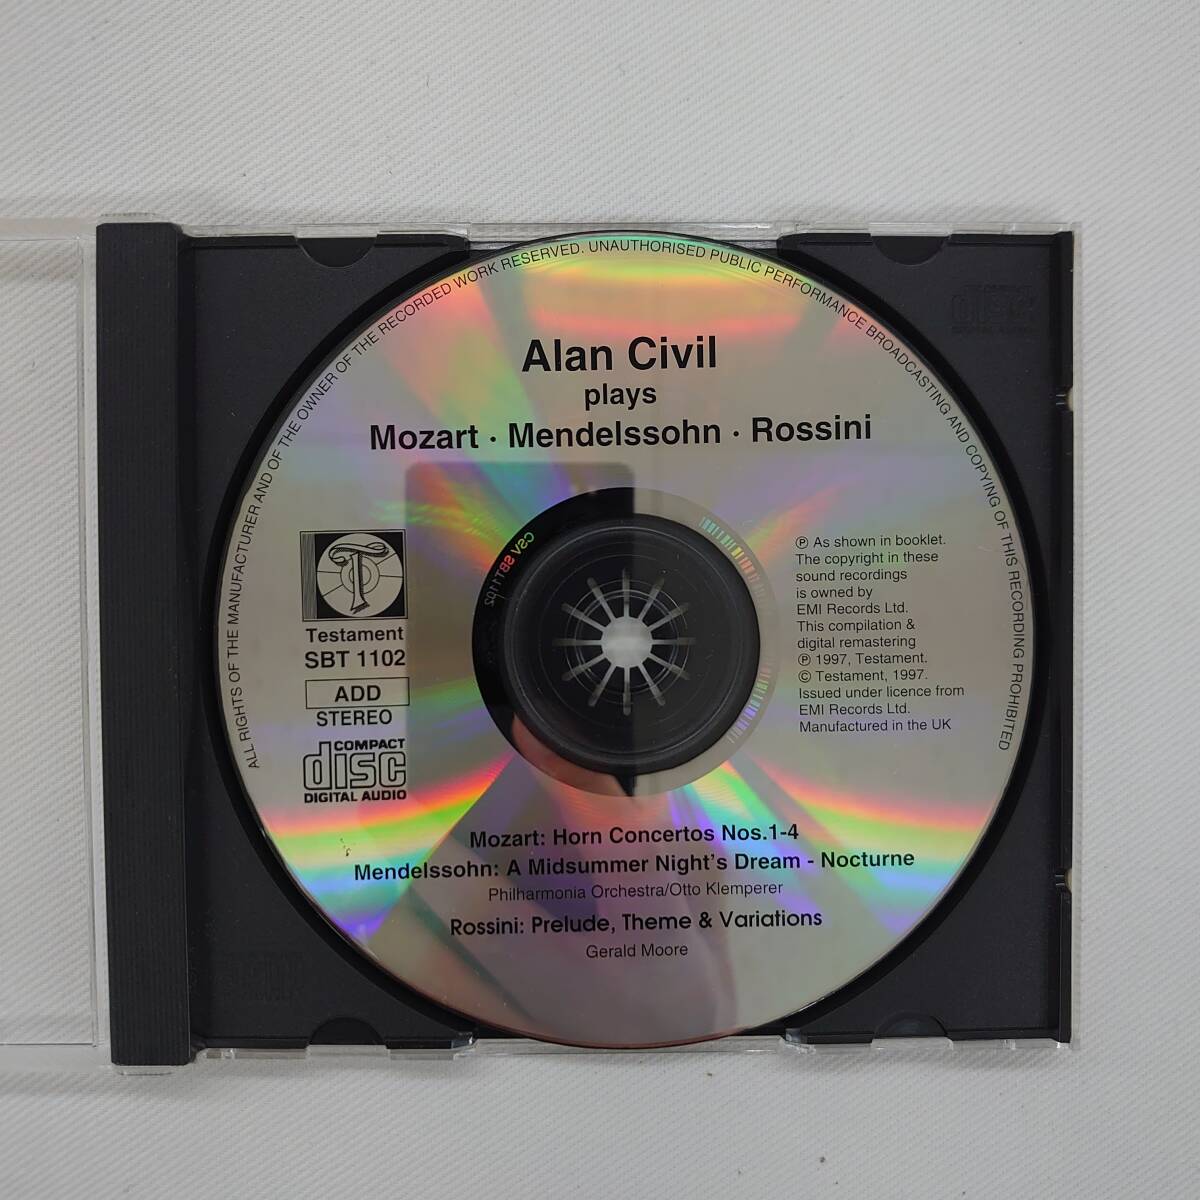 ALL RIGHTS OF THE MANUFACTURER AND OF THE OWNER OF THE RECORDED WORK RESERVED. UNAUTHORISED PUBLIC PERFORMANCE BROADCASTING AND COPYING OF THIS RECORDING PROHIBITED
Alan Civil
plays
Mozart · Mendelssohn · Rossini
T
Testament
SBT 1102
ADD
STEREO
COMPACT
disc
DIGITAL AUDIO
CSV SBT1102
℗ As shown in booklet.
The copyright in these
sound recordings
is owned by
EMI Records Ltd.
This compilation &
digital remastering
℗ 1997, Testament.
© Testament, 1997.
Issued under licence from
EMI Records Ltd.
Manufactured in the UK
Mozart: Horn Concertos Nos.1-4
Mendelssohn: A Midsummer Night's Dream - Nocturne
Philharmonia Orchestra/Otto Klemperer
Rossini: Prelude, Theme & Variations
Gerald Moore